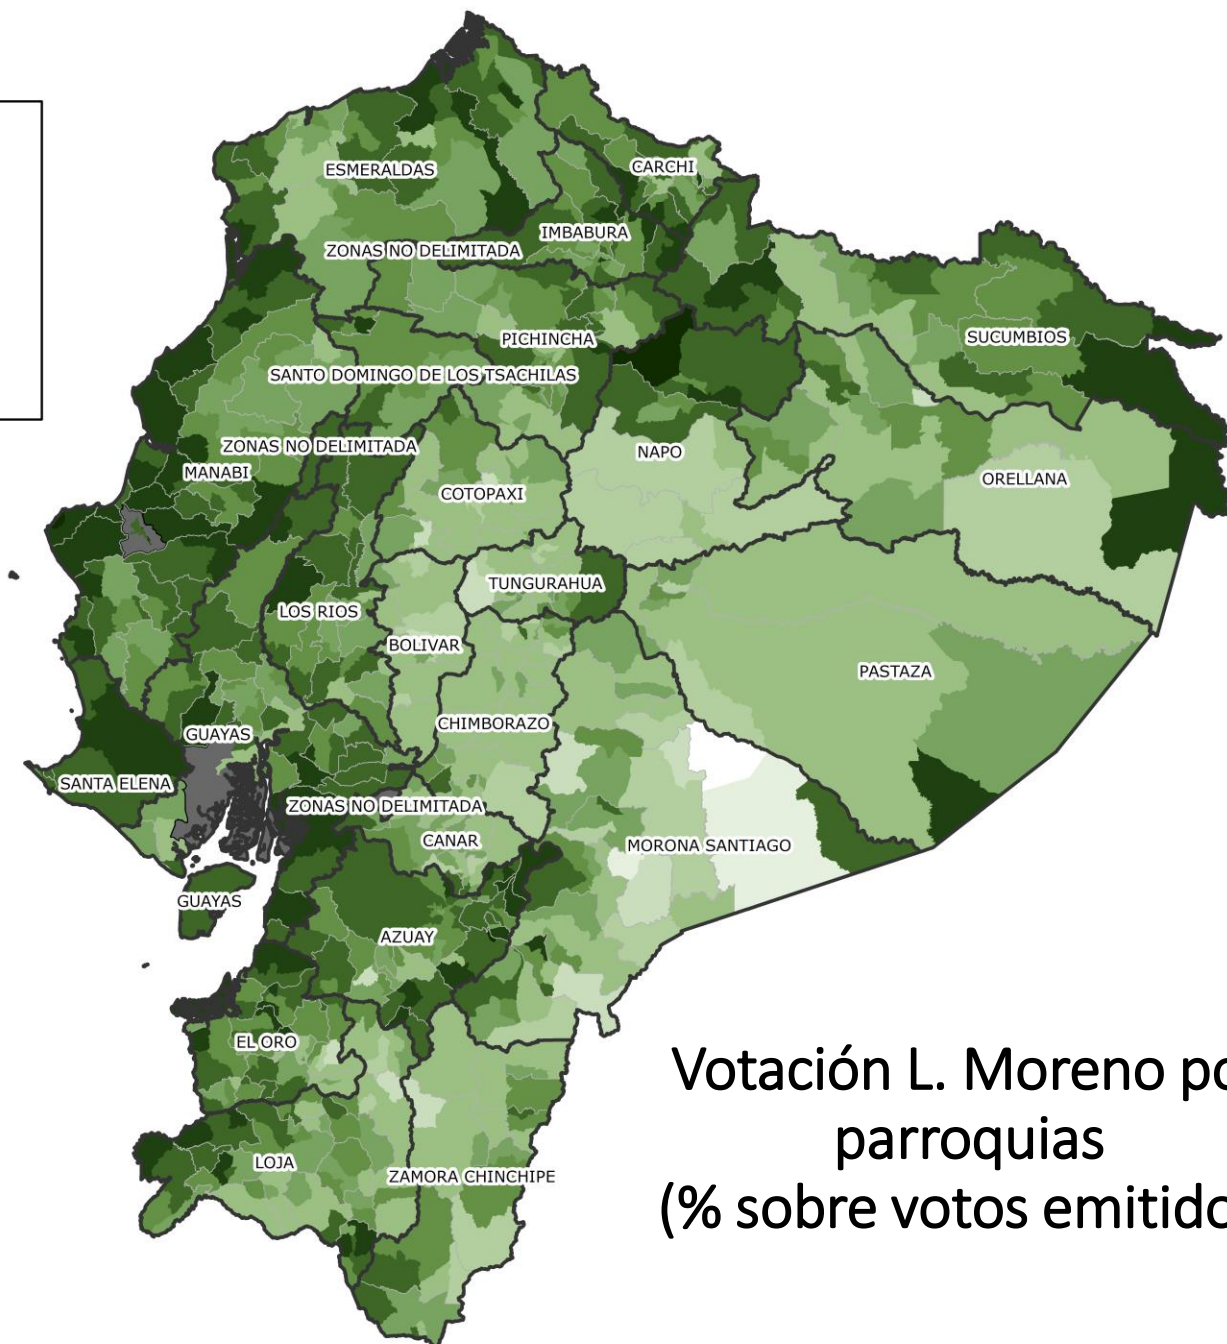 ESMERALDAS
CARCHI
IMBABURA
ZONAS NO DELIMITADA
PICHINCHA
SUCUMBIOS
SANTO DOMINGO DE LOS TSACHILAS
ZONAS NO DELIMITADA
NAPO
MANABI
COTOPAXI
ORELLANA
TUNGURAHUA
LOS RIOS
BOLIVAR
PASTAZA
CHIMBORAZO
GUAYAS
SANTA ELENA
ZONAS NO DELIMITADA
CANAR
MORONA SANTIAGO
GUAYAS
AZUAY
EL ORO
LOJA
ZAMORA CHINCHIPE
Votación L. Moreno po
parroquias
(% sobre votos emitido